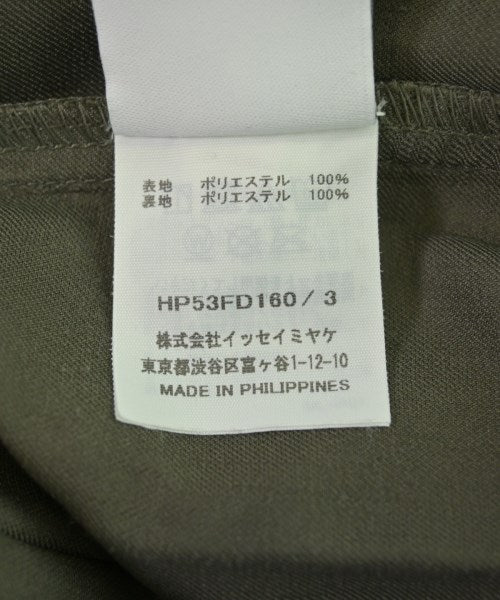 表地 ポリエステル 100%
裏地 ポリエステル 100%
HP53FD160 / 3
株式会社イッセイミヤケ
東京都渋谷区富ヶ谷1-12-10
MADE IN PHILIPPINES